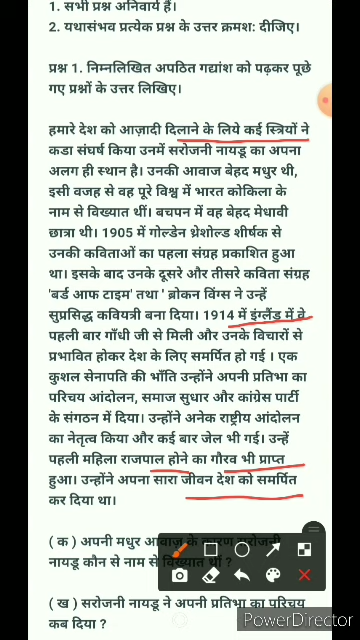 1. सभी प्रश्न अनिवार्य हैं।
2. यथासंभव प्रत्येक प्रश्न के उत्तर क्रमश: दीजिए।
प्रश्न 1. निम्नलिखित अपठित गद्यांश को पढ़कर पूछे
गए प्रश्नों के उत्तर लिखिए।
हमारे देश को आज़ादी दिलाने के लिये कई स्त्रियों ने
कडा संघर्ष किया उनमें सरोजनी नायडू का अपना
अलग ही स्थान है। उनकी आवाज बेहद मधुर थी,
इसी वजह से वह पूरे विश्व में भारत कोकिला के
नाम से विख्यात थीं। बचपन में वह बेहद मेधावी
छात्रा थी। 1905 में गोल्डेन थ्रेशोल्ड शीर्षक से
उनकी कविताओं का पहला संग्रह प्रकाशित हुआ
था। इसके बाद उनके दूसरे और तीसरे कविता संग्रह
'बर्ड आफ टाइम' तथा ' ब्रोकन विंग्स ने उन्हें
सुप्रसिद्ध कवियत्री बना दिया। 1914 में इंग्लैंड में वे
पहली बार गाँधी जी से मिली और उनके विचारों से
प्रभावित होकर देश के लिए समर्पित हो गई । एक
कुशल सेनापति की भाँति उन्होंने अपनी प्रतिभा का
परिचय आंदोलन, समाज सुधार और कांग्रेस पार्टी
के संगठन में दिया। उन्होंने अनेक राष्ट्रीय आंदोलन
का नेतृत्व किया और कई बार जेल भी गई। उन्हें
पहली महिला राजपाल होने का गौरव भी प्राप्त
हुआ। उन्होंने अपना सारा जीवन देश को समर्पित
कर दिया था।
( क ) अपनी मधुर आवाज़ के कारण सरोजनी
नायडू कौन से नाम से विख्यात थीं ?
( ख ) सरोजनी नायडू ने अपनी प्रतिभा का परिचय
कब दिया ?
PowerDirector